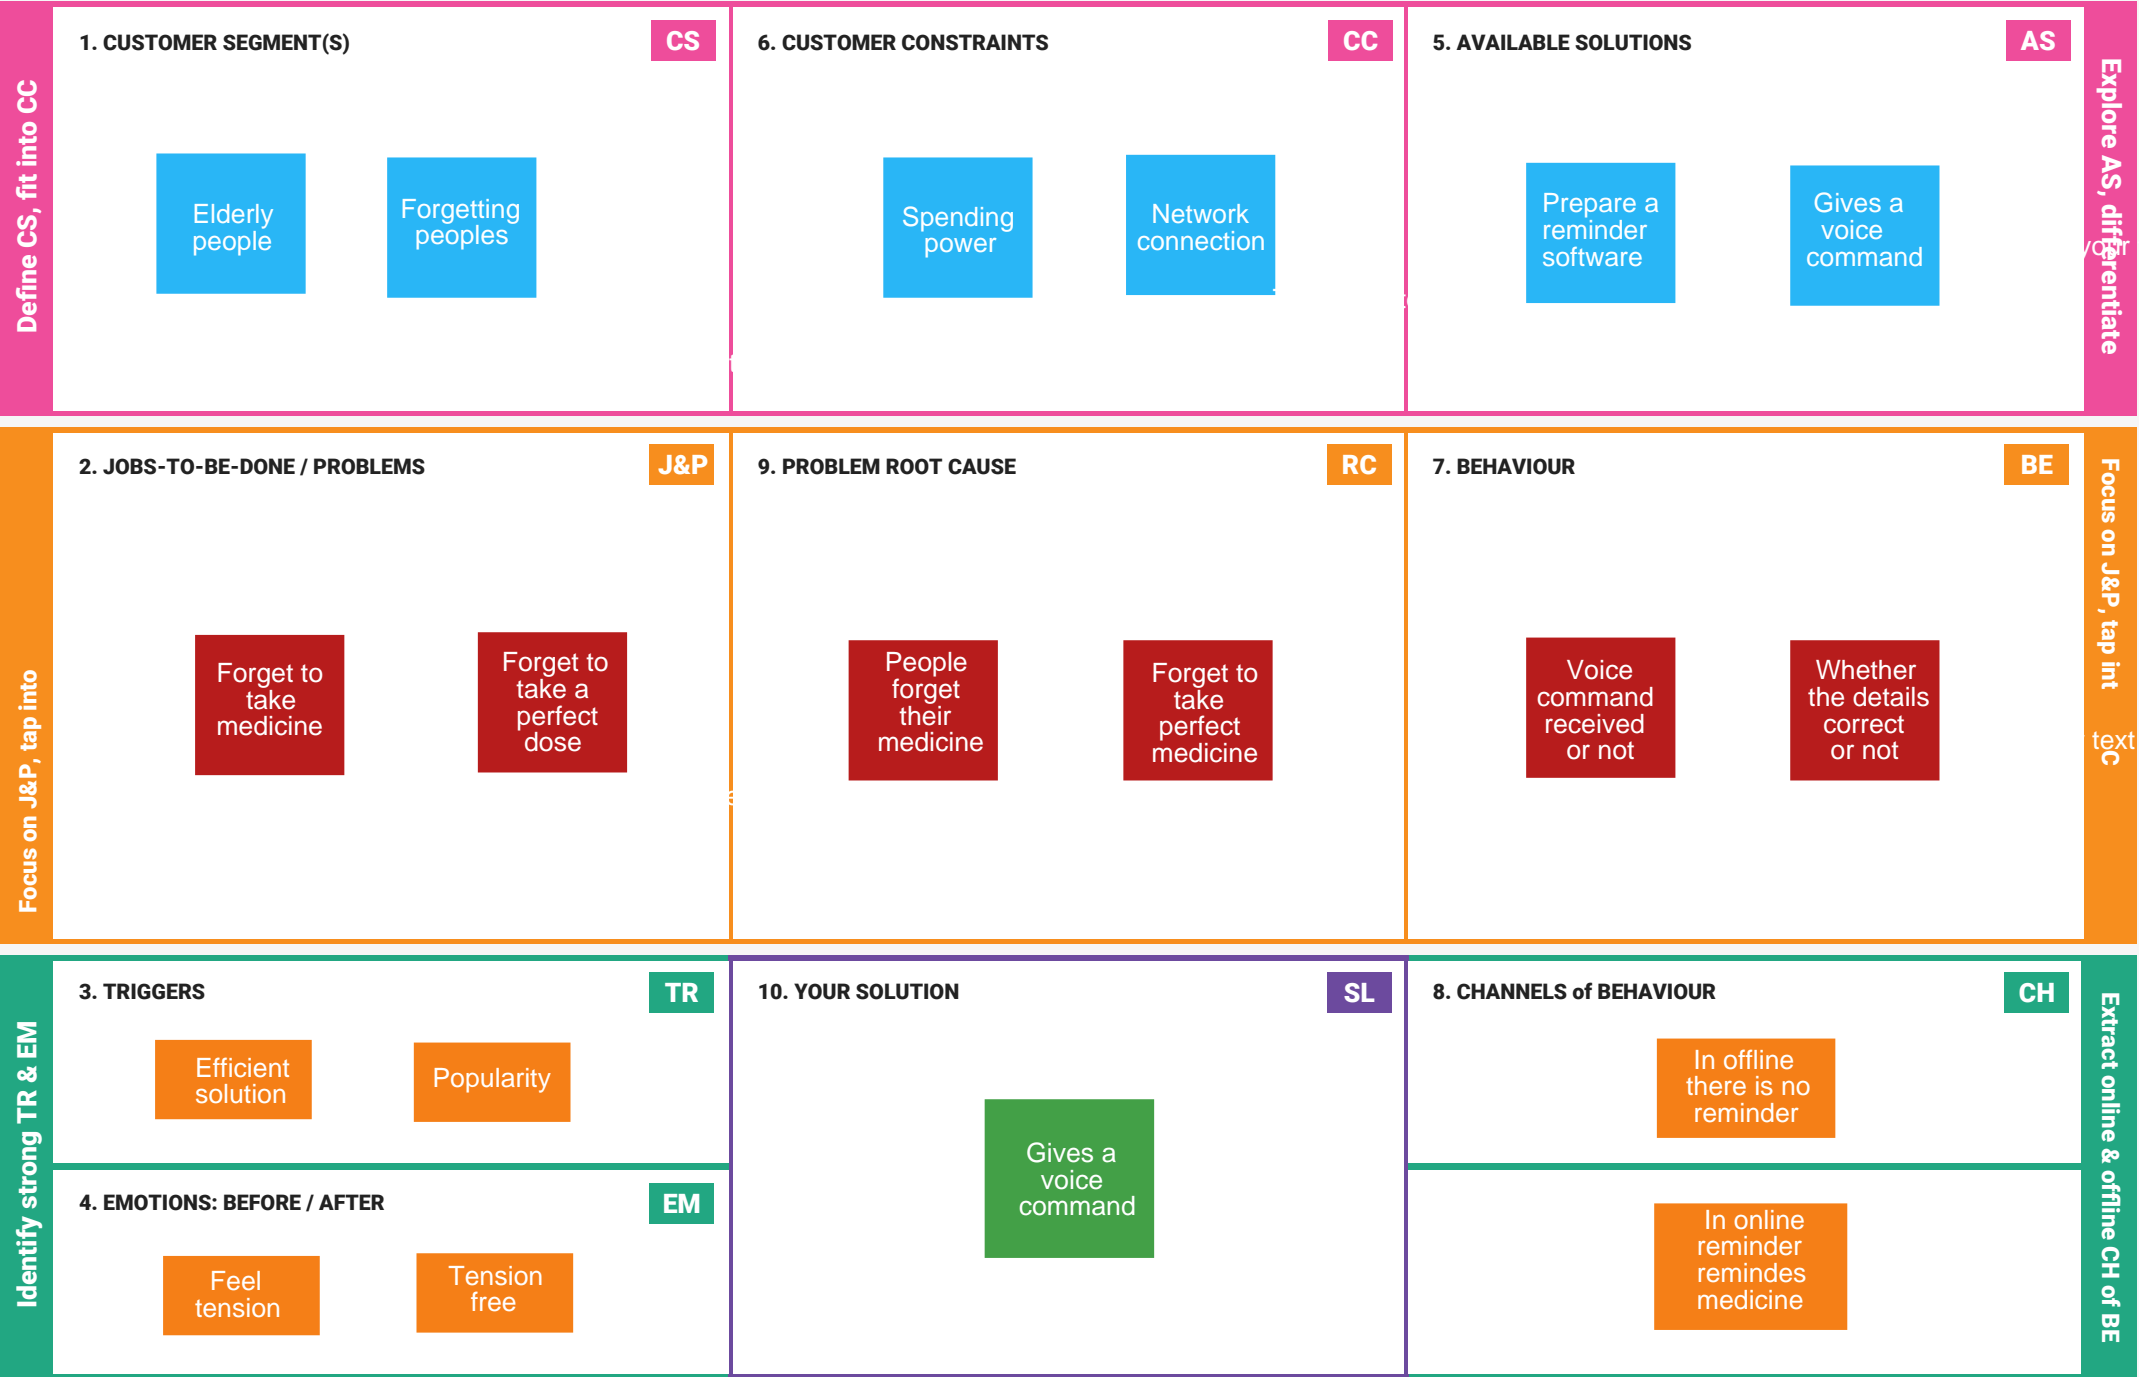 Define CS, fit into CC
1. CUSTOMER SEGMENT(S)
CS
Elderly
people
Forgetting
peoples
6. CUSTOMER CONSTRAINTS
CC
Spending
power
Network
connection
5. AVAILABLE SOLUTIONS
AS
Prepare a
reminder
software
Gives a
voice
command
Explore AS, differentiate
your
Focus on J&P, tap into
2. JOBS-TO-BE-DONE / PROBLEMS
J&P
Forget to
take
medicine
Forget to
take a
perfect
dose
9. PROBLEM ROOT CAUSE
RC
People
forget
their
medicine
Forget to
take
perfect
medicine
7. BEHAVIOUR
BE
Voice
command
received
or not
Whether
the details
correct
or not
Focus on J&P, tap int
text
C
Identify strong TR & EM
3. TRIGGERS
TR
Efficient
solution
Popularity
4. EMOTIONS: BEFORE / AFTER
EM
Feel
tension
Tension
free
10. YOUR SOLUTION
SL
Gives a
voice
command
8. CHANNELS of BEHAVIOUR
CH
In offline
there is no
reminder
In online
reminder
remindes
medicine
Extract online & offline CH of BE